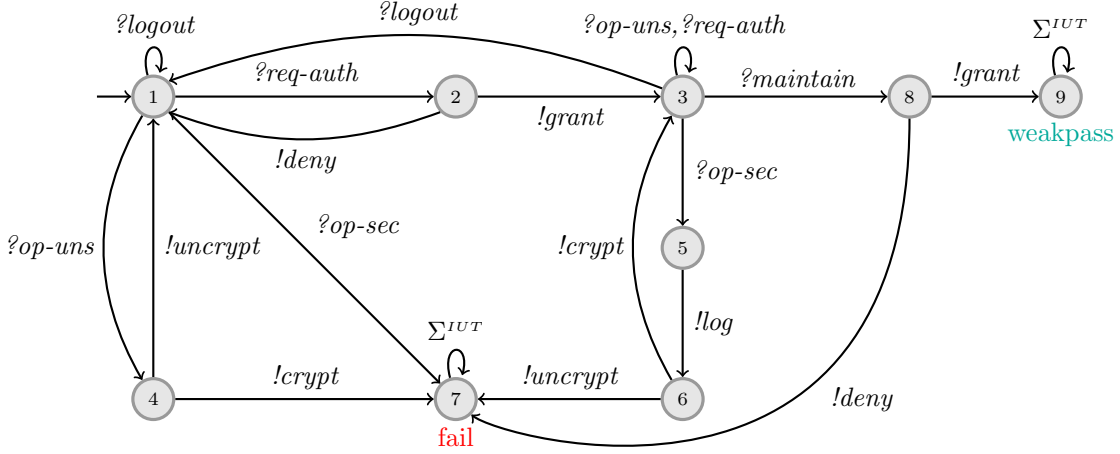 ?logout
?logout
?op-uns,?req-auth
Σ^IUT
?req-auth
?maintain
!grant
1
2
3
8
9
!grant
weakpass
!deny
?op-sec
?op-sec
?op-uns
!uncrypt
!crypt
5
Σ^IUT
!log
!crypt
!uncrypt
4
7
6
!deny
fail